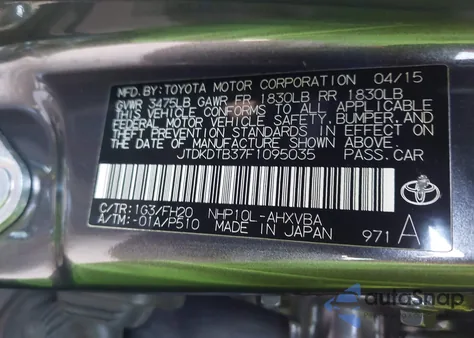 MFD.BY:TOYOTA MOTOR CORPORATION 04/15
GVWR 3475LB GAWR FR 1830LB RR 1830LB
THIS VEHICLE CONFORMS TO ALL APPLICABLE
FEDERAL MOTOR VEHICLE SAFETY,BUMPER,AND
THEFT PREVENTION STANDARDS IN EFFECT ON
THE DATE OF MANUFACTURE SHOWN ABOVE.
JTDKDTB37F1095035 PASS.CAR
C/TR:1G3/FH20 NHP10L-AHXVBA
A/TM:-01A/P510 MADE IN JAPAN 971 A
TOYOTA
autoSnap